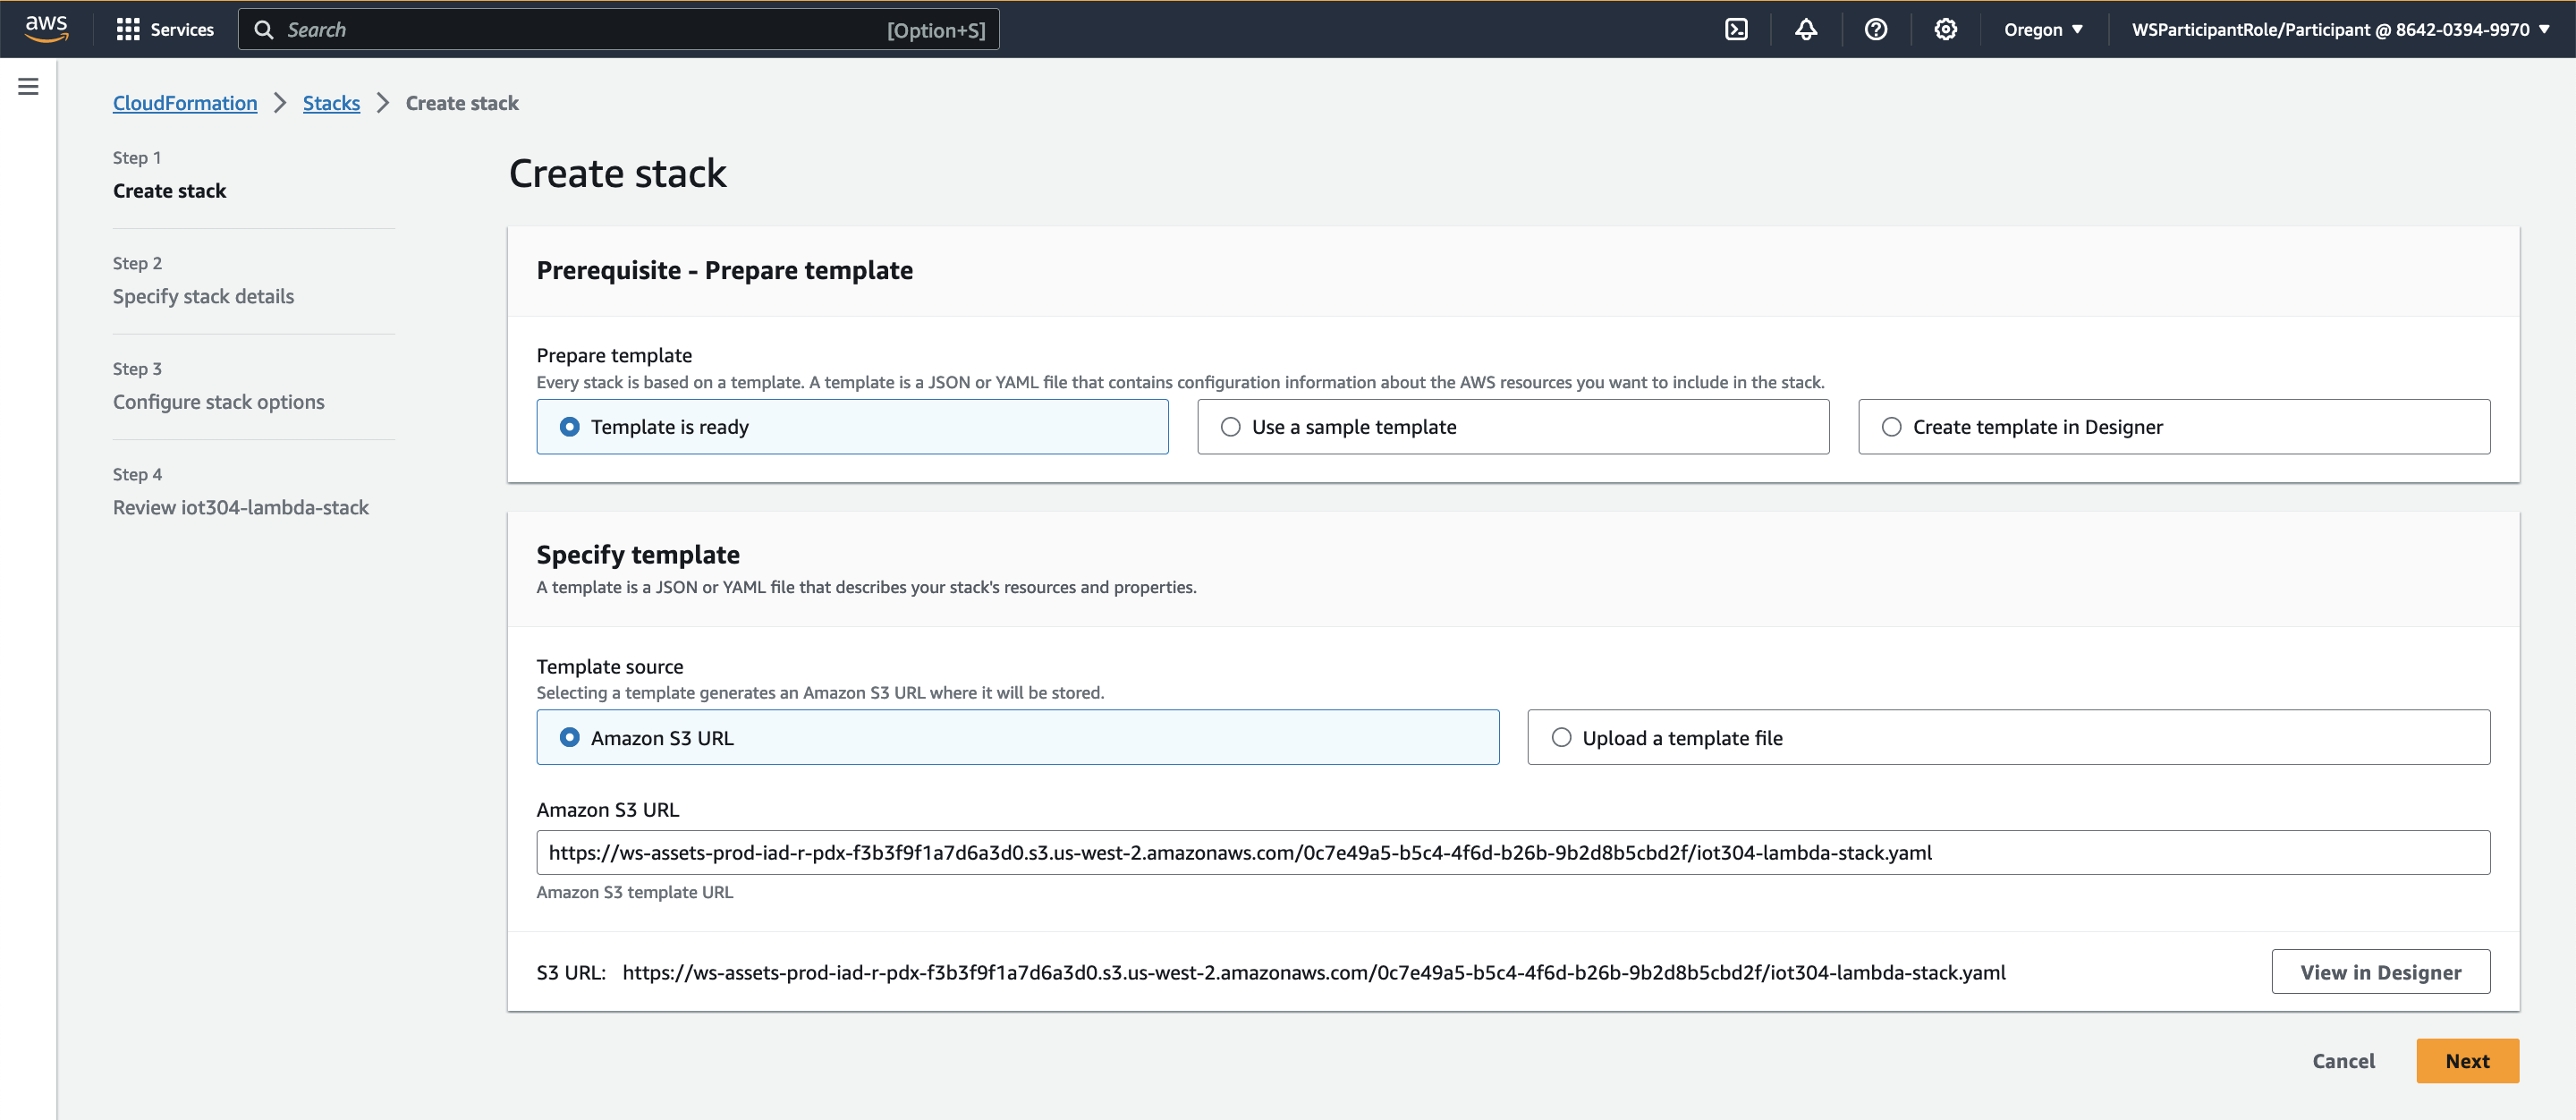 aws
Services
Search
[Option+S]
Oregon
WSParticipantRole/Participant @ 8642-0394-9970
CloudFormation
Stacks
Create stack
Step 1
Create stack
Step 2
Specify stack details
Step 3
Configure stack options
Step 4
Review iot304-lambda-stack
Create stack
Prerequisite - Prepare template
Prepare template
Every stack is based on a template. A template is a JSON or YAML file that contains configuration information about the AWS resources you want to include in the stack.
Template is ready
Use a sample template
Create template in Designer
Specify template
A template is a JSON or YAML file that describes your stack's resources and properties.
Template source
Selecting a template generates an Amazon S3 URL where it will be stored.
Amazon S3 URL
Upload a template file
Amazon S3 URL
https://ws-assets-prod-iad-r-pdx-f3b3f9f1a7d6a3d0.s3.us-west-2.amazonaws.com/0c7e49a5-b5c4-4f6d-b26b-9b2d8b5cbd2f/iot304-lambda-stack.yaml
Amazon S3 template URL
S3 URL: https://ws-assets-prod-iad-r-pdx-f3b3f9f1a7d6a3d0.s3.us-west-2.amazonaws.com/0c7e49a5-b5c4-4f6d-b26b-9b2d8b5cbd2f/iot304-lambda-stack.yaml
View in Designer
Cancel
Next